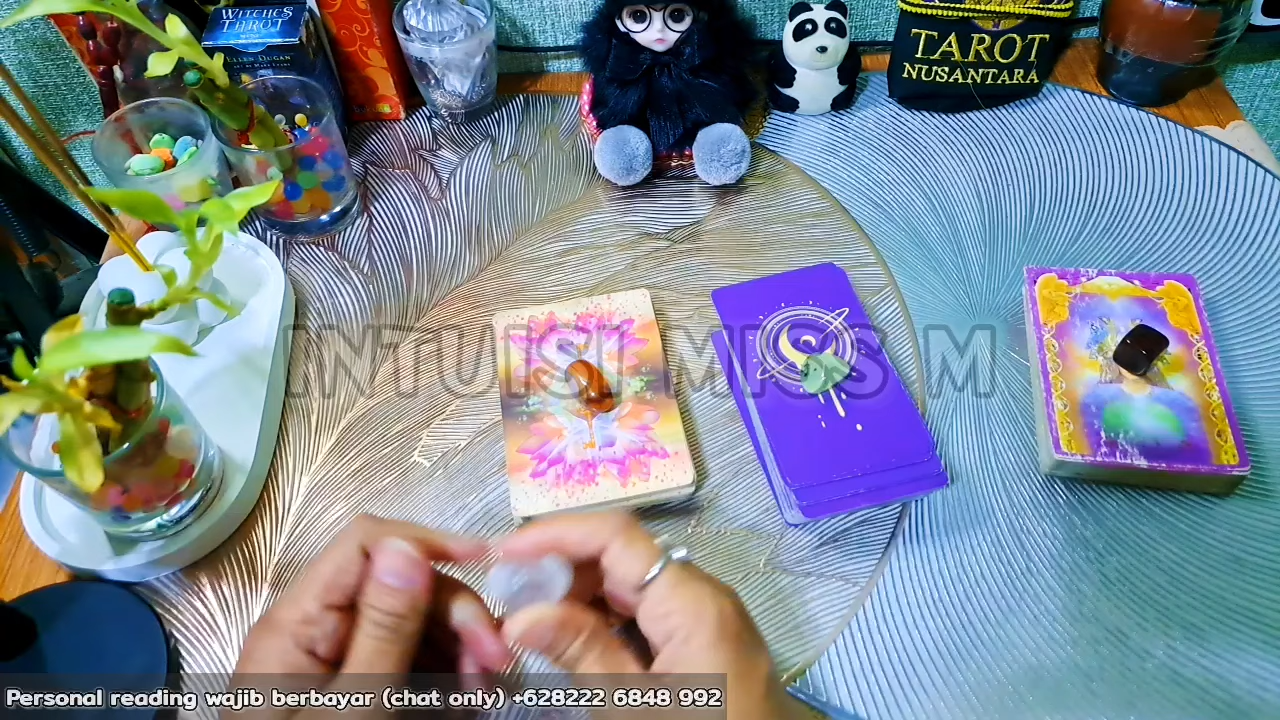 WITCHES
TAROT
ELLEN DUGAN
TAROT
NUSANTARA
INTUISI MISS M
Personal reading wajib berbayar (chat only) +628222 6848 992